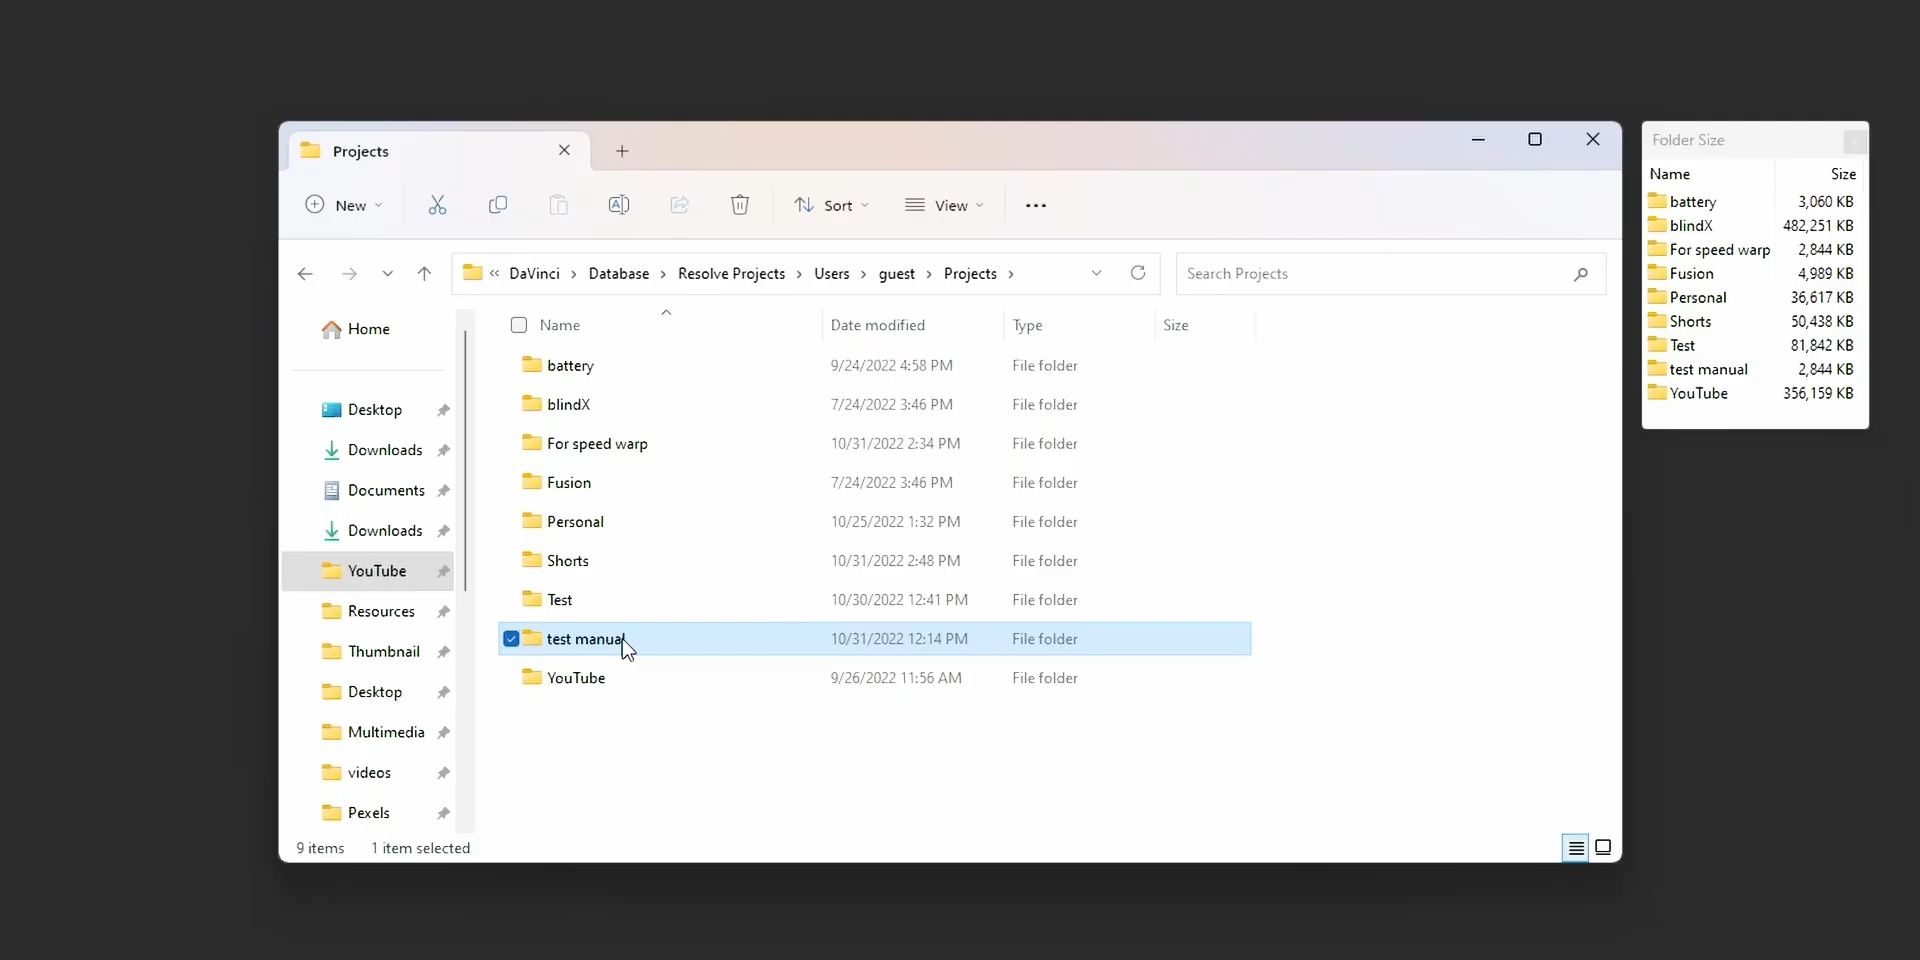 Projects
New
Sort
View
« DaVinci › Database › Resolve Projects › Users › guest › Projects ›
Search Projects
Home
Desktop
Downloads
Documents
Downloads
YouTube
Resources
Thumbnail
Desktop
Multimedia
videos
Pexels
Name Date modified Type Size
battery 9/24/2022 4:58 PM File folder
blindX 7/24/2022 3:46 PM File folder
For speed warp 10/31/2022 2:34 PM File folder
Fusion 7/24/2022 3:46 PM File folder
Personal 10/25/2022 1:32 PM File folder
Shorts 10/31/2022 2:48 PM File folder
Test 10/30/2022 12:41 PM File folder
test manual 10/31/2022 12:14 PM File folder
YouTube 9/26/2022 11:56 AM File folder
9 items 1 item selected
Folder Size
Name Size
battery 3,060 KB
blindX 482,251 KB
For speed warp 2,844 KB
Fusion 4,989 KB
Personal 36,617 KB
Shorts 50,438 KB
Test 81,842 KB
test manual 2,844 KB
YouTube 356,159 KB